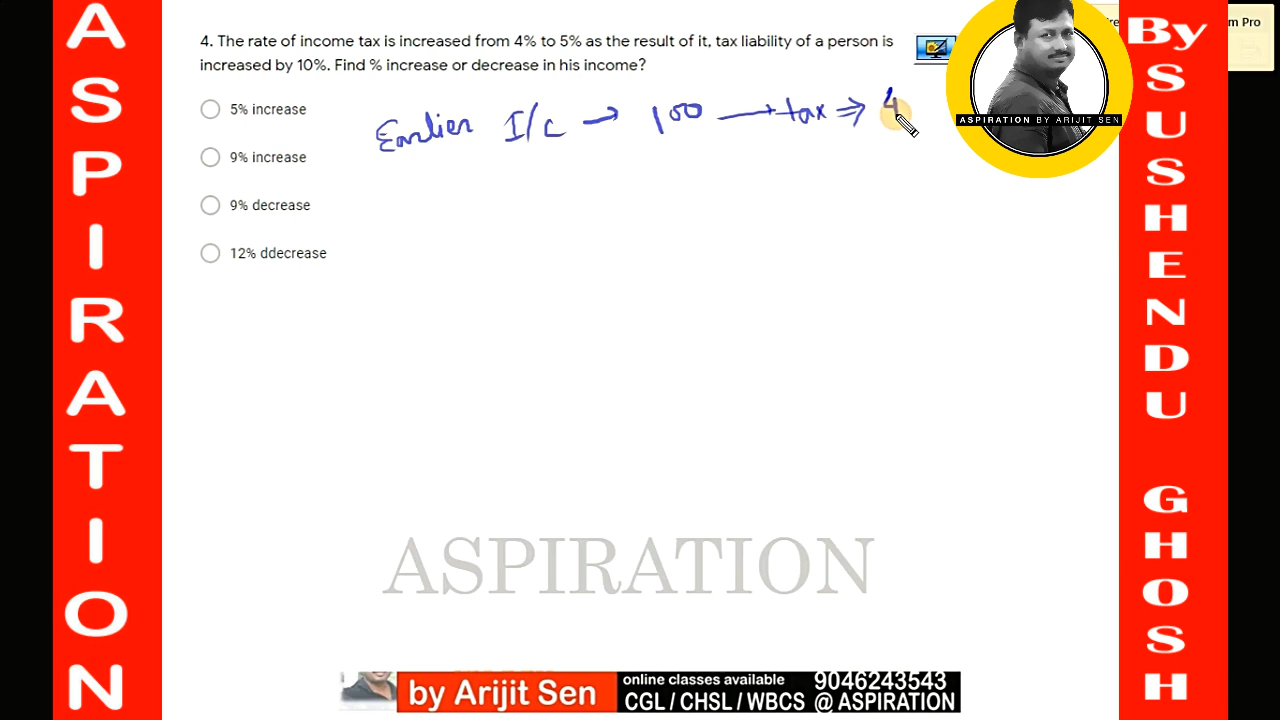 ASPIRATION
4. The rate of income tax is increased from 4% to 5% as the result of it, tax liability of a person is
increased by 10%. Find % increase or decrease in his income?
5% increase
9% increase
9% decrease
12% ddecrease
Earlier I/C → 100 → tax ⇒ 4
ASPIRATION BY ARIJIT SEN
m Pro
By SUSHENDU GHOSH
ASPIRATION
by Arijit Sen
online classes available 9046243543
CGL / CHSL / WBCS @ ASPIRATION